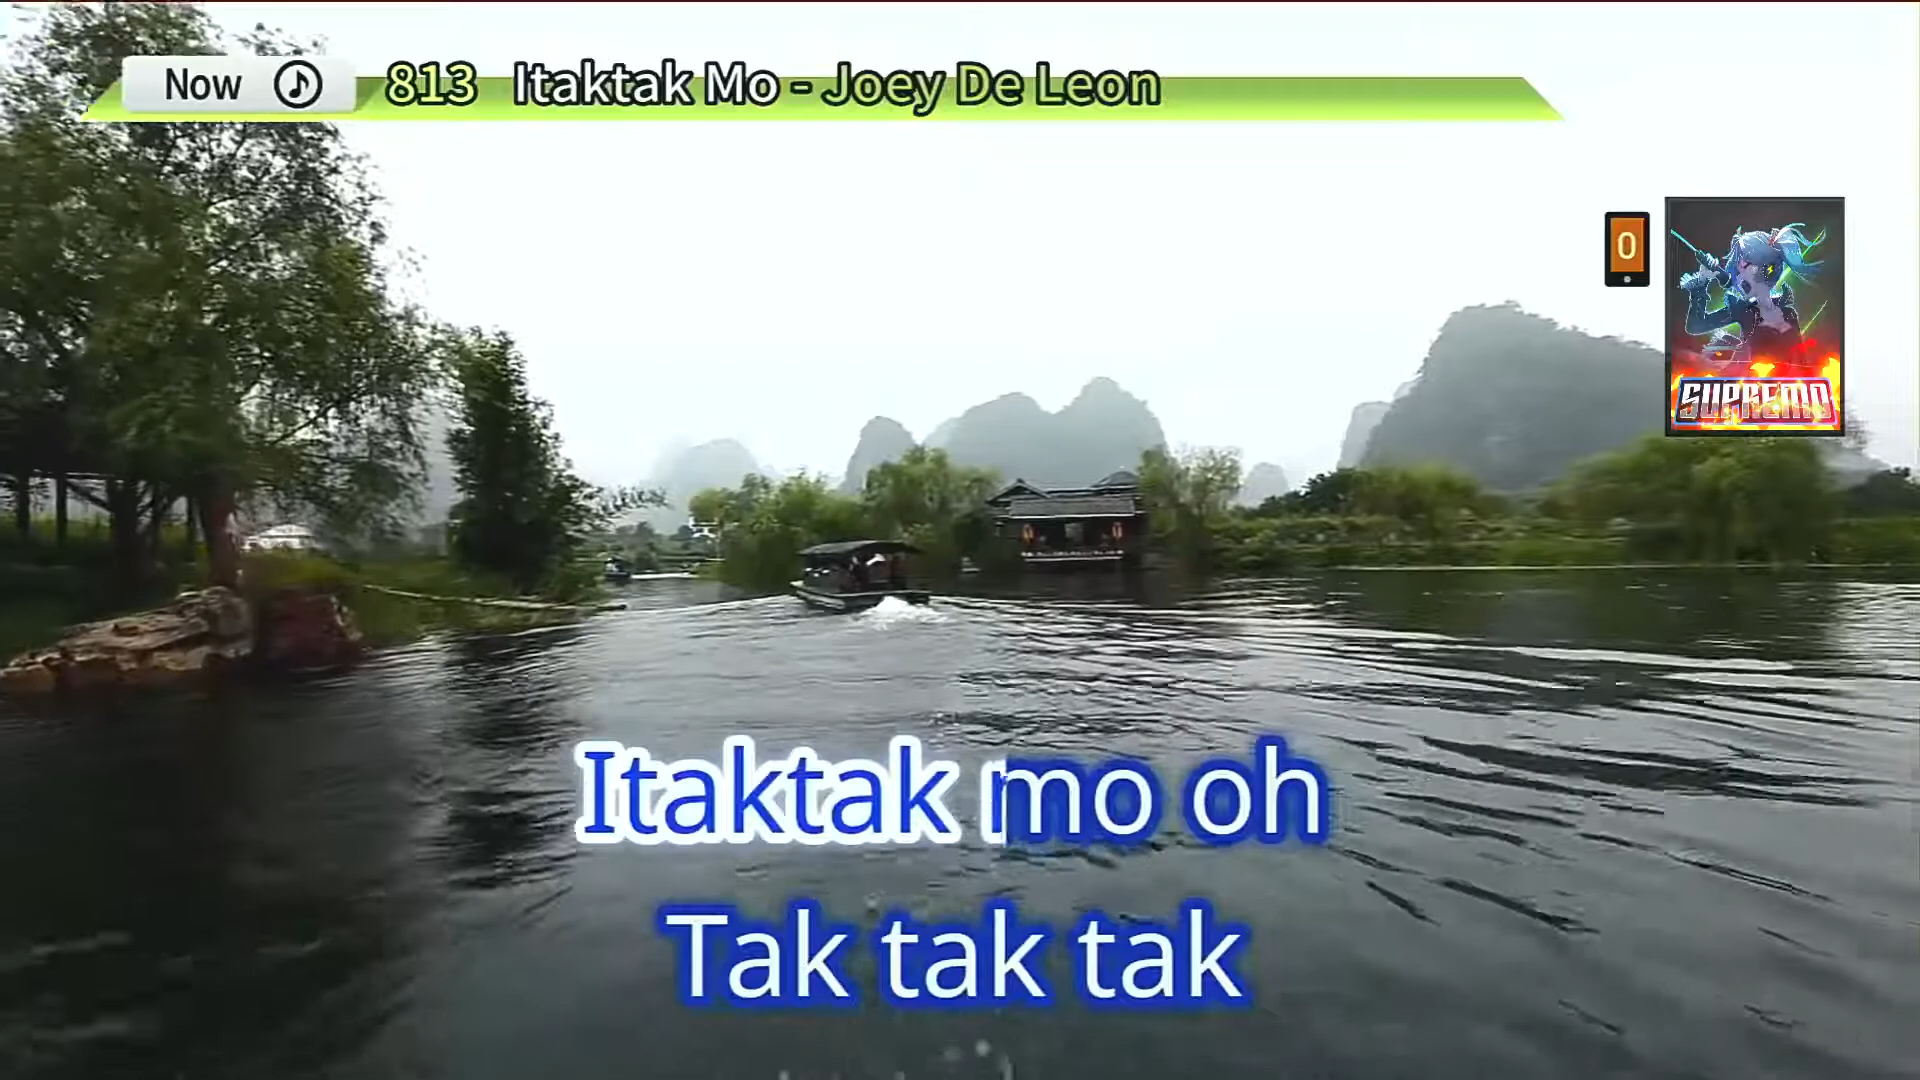 Now 813 Itaktak Mo - Joey De Leon
0
SUPREMO
Itaktak mo oh
Tak tak tak